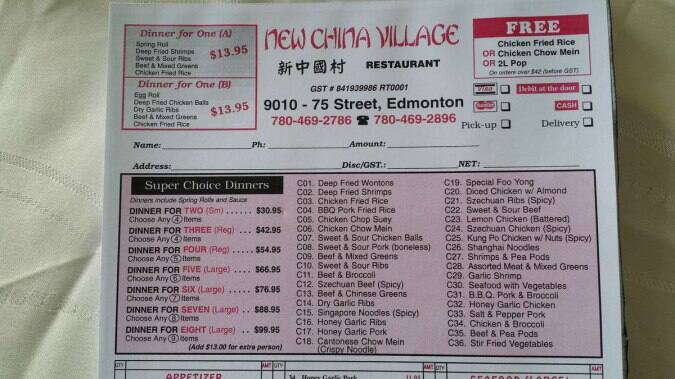 Dinner for One (A)
Spring Roll
Deep Fried Shrimps
Sweet & Sour Ribs
Beef & Mixed Greens
Chicken Fried Rice
$13.95
Dinner for One (B)
Egg Roll
Deep Fried Chicken Balls
Dry Garlic Ribs
Beef & Mixed Greens
Chicken Fried Rice
$13.95
NEW CHINA VILLAGE
新中國村 RESTAURANT
GST # 841939986 RT0001
9010 - 75 Street, Edmonton
780-469-2786 ☎ 780-469-2896
FREE
Chicken Fried Rice
OR Chicken Chow Mein
OR 2L Pop
On orders over $42 (before GST)
VISA Debit at the door
CASH
Pick-up Delivery
Name: Ph: Amount:
Address: Disc/GST.: NET:
Super Choice Dinners
Dinners include Spring Rolls and Sauce
DINNER FOR TWO (Sm) ...... $30.95
Choose Any 4 Items
DINNER FOR THREE (Reg) ... $42.95
Choose Any 4 Items
DINNER FOR FOUR (Reg) ..... $54.95
Choose Any 5 Items
DINNER FOR FIVE (Large) .... $66.95
Choose Any 6 Items
DINNER FOR SIX (Large) ..... $76.95
Choose Any 7 Items
DINNER FOR SEVEN (Large) .. $88.95
Choose Any 8 Items
DINNER FOR EIGHT (Large) .. $99.95
Choose Any 9 Items
(Add $13.00 for extra person)
C01. Deep Fried Wontons
C02. Deep Fried Shrimps
C03. Chicken Fried Rice
C04. BBQ Pork Fried Rice
C05. Chicken Chop Suey
C06. Chicken Chow Mein
C07. Sweet & Sour Chicken Balls
C08. Sweet & Sour Pork (boneless)
C09. Beef & Mixed Greens
C10. Sweet & Sour Ribs
C11. Beef & Broccoli
C12. Szechuan Beef (Spicy)
C13. Beef & Chinese Greens
C14. Dry Garlic Ribs
C15. Singapore Noodles (Spicy)
C16. Honey Garlic Ribs
C17. Honey Garlic Pork
C18. Cantonese Chow Mein
(Crispy Noodle)
C19. Special Foo Yong
C20. Diced Chicken w/ Almond
C21. Szechuan Ribs (Spicy)
C22. Sweet & Sour Beef
C23. Lemon Chicken (Battered)
C24. Szechuan Chicken (Spicy)
C25. Kung Po Chicken w/ Nuts (Spicy)
C26. Shanghai Noodles
C27. Shrimps & Pea Pods
C28. Assorted Meat & Mixed Greens
C29. Garlic Shrimp
C30. Seafood with Vegetables
C31. B.B.Q. Pork & Broccoli
C32. Honey Garlic Chicken
C33. Salt & Pepper Pork
C34. Chicken & Broccoli
C35. Beef & Pea Pods
C36. Stir Fried Vegetables
QTY APPETIZER AMT QTY 34. Honey Garlic Pork 11.95 AMT QTY SEAFOOD (LARGE) AMT